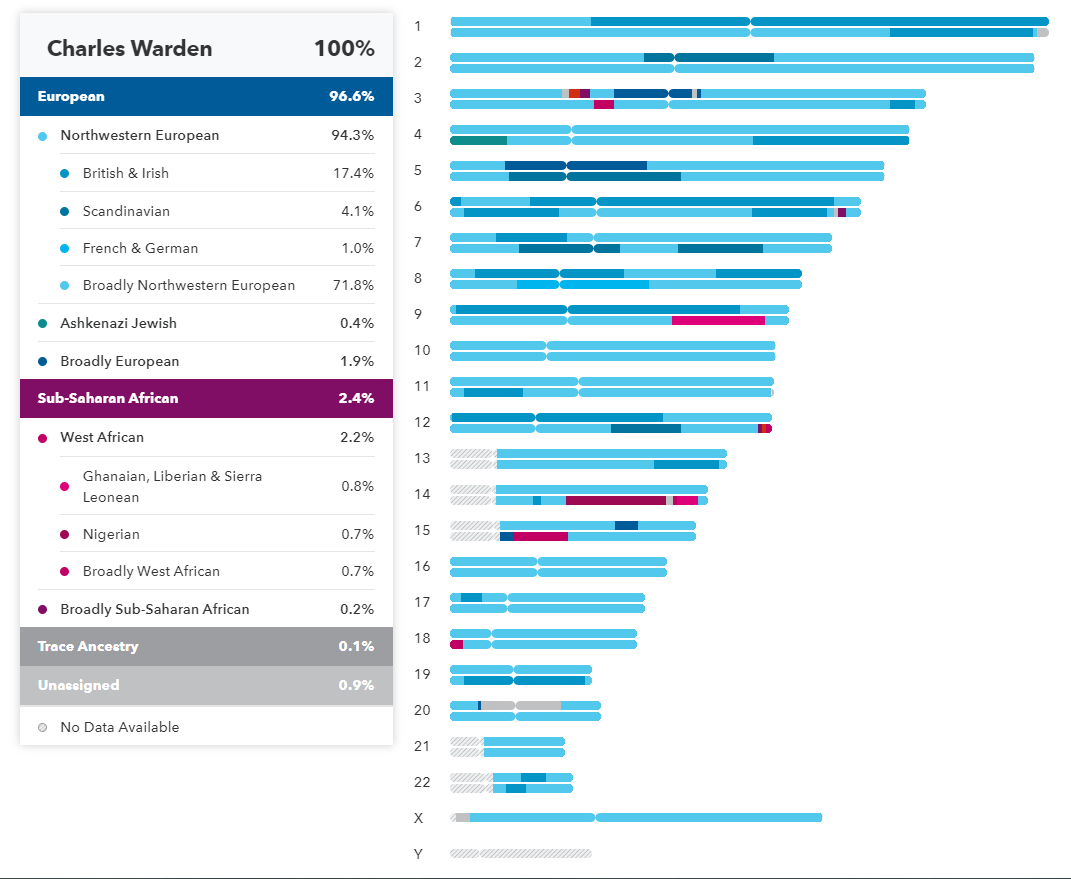 Charles Warden 100%
European 96.6%
Northwestern European 94.3%
British & Irish 17.4%
Scandinavian 4.1%
French & German 1.0%
Broadly Northwestern European 71.8%
Ashkenazi Jewish 0.4%
Broadly European 1.9%
Sub-Saharan African 2.4%
West African 2.2%
Ghanaian, Liberian & Sierra
Leonean 0.8%
Nigerian 0.7%
Broadly West African 0.7%
Broadly Sub-Saharan African 0.2%
Trace Ancestry 0.1%
Unassigned 0.9%
No Data Available
1
2
3
4
5
6
7
8
9
10
11
12
13
14
15
16
17
18
19
20
21
22
X
Y